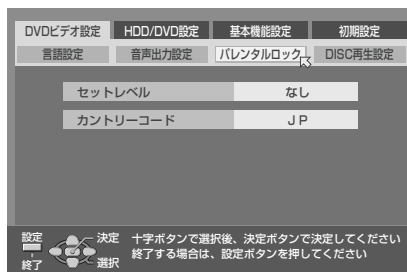 DVDビデオ設定 HDD/DVD設定 基本機能設定 初期設定
言語設定 音声出力設定 パレンタルロック DISC再生設定
セットレベル なし
カントリーコード JP
設定 決定 十字ボタンで選択後、決定ボタンで決定してください
終了 選択 終了する場合は、設定ボタンを押してください